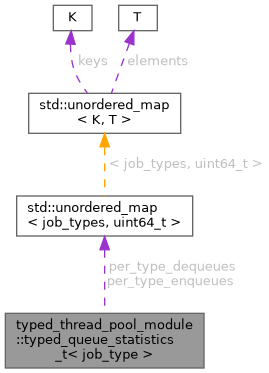 K
T
keys
elements
std::unordered_map
< K, T >
< job_types, uint64_t >
std::unordered_map
< job_types, uint64_t >
per_type_dequeues
per_type_enqueues
typed_thread_pool_module
::typed_queue_statistics
_t< job_type >